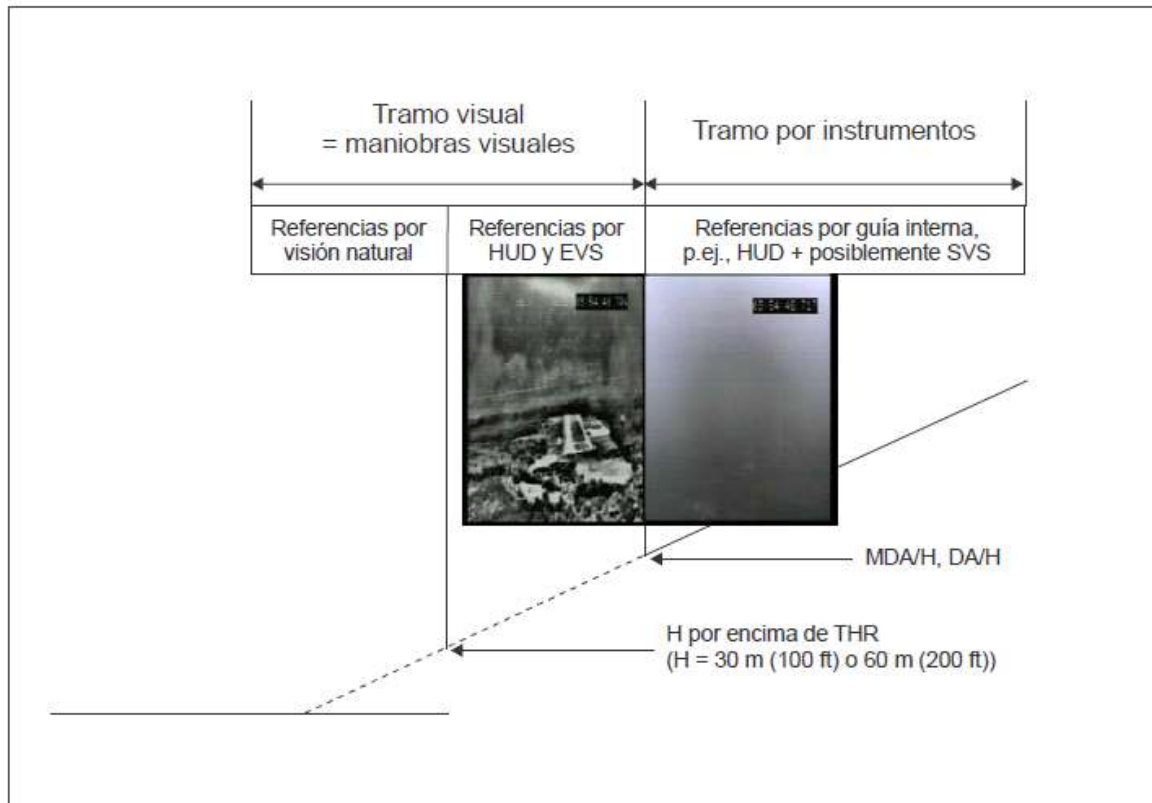 Tramo visual
= maniobras visuales
Tramo por instrumentos
Referencias por
visión natural
Referencias por
HUD y EVS
Referencias por guía interna,
p.ej., HUD + posiblemente SVS
MDA/H, DA/H
H por encima de THR
(H = 30 m (100 ft) o 60 m (200 ft))